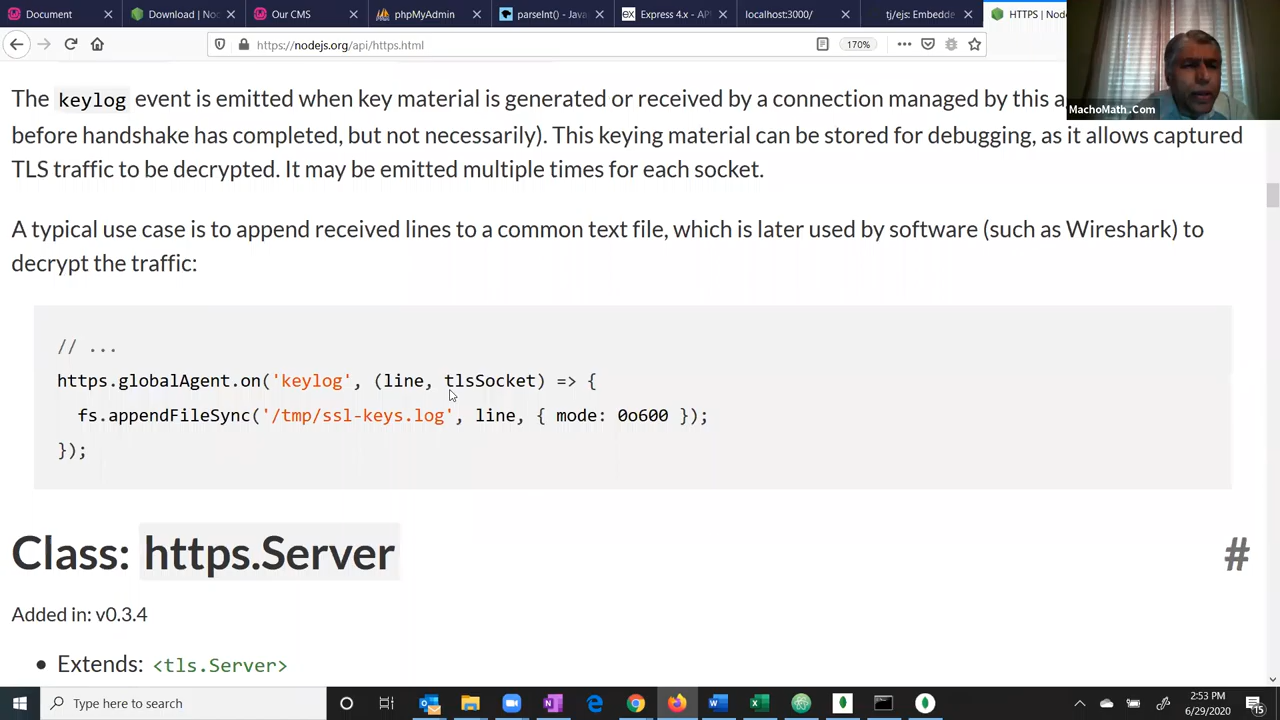 Document
Download | No
Our CMS
phpMyAdmin
parseInt() - Java
Express 4.x - AP
localhost:3000/
tj/ejs: Embedde
HTTPS | No
https://nodejs.org/api/https.html
170%
MachoMath .Com
The keylog event is emitted when key material is generated or received by a connection managed by this a
before handshake has completed, but not necessarily). This keying material can be stored for debugging, as it allows captured
TLS traffic to be decrypted. It may be emitted multiple times for each socket.
A typical use case is to append received lines to a common text file, which is later used by software (such as Wireshark) to
decrypt the traffic:
// ...
https.globalAgent.on('keylog', (line, tlsSocket) => {
fs.appendFileSync('/tmp/ssl-keys.log', line, { mode: 0o600 });
});
Class: https.Server
#
Added in: v0.3.4
• Extends: <tls.Server>
Type here to search
2:53 PM
6/29/2020
15